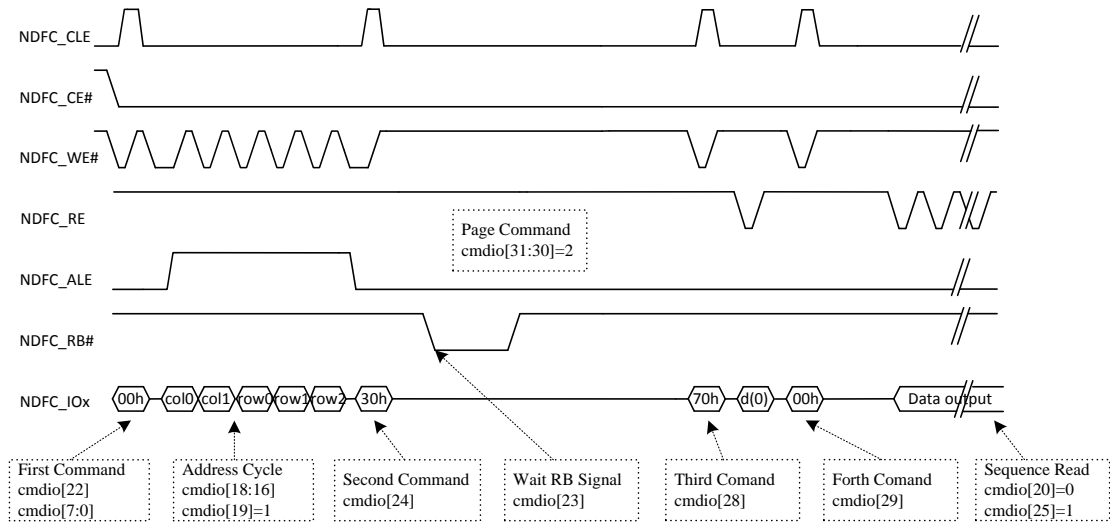 NDFC_CLE
NDFC_CE#
NDFC_WE#
NDFC_RE
Page Command
cmdio[31:30]=2
NDFC_ALE
NDFC_RB#
NDFC_IOx
00h
col0
col1
row0
row1
row2
30h
70h
d(0)
00h
Data output
First Command
cmdio[22]
cmdio[7:0]
Address Cycle
cmdio[18:16]
cmdio[19]=1
Second Command
cmdio[24]
Wait RB Signal
cmdio[23]
Third Comand
cmdio[28]
Forth Comand
cmdio[29]
Sequence Read
cmdio[20]=0
cmdio[25]=1